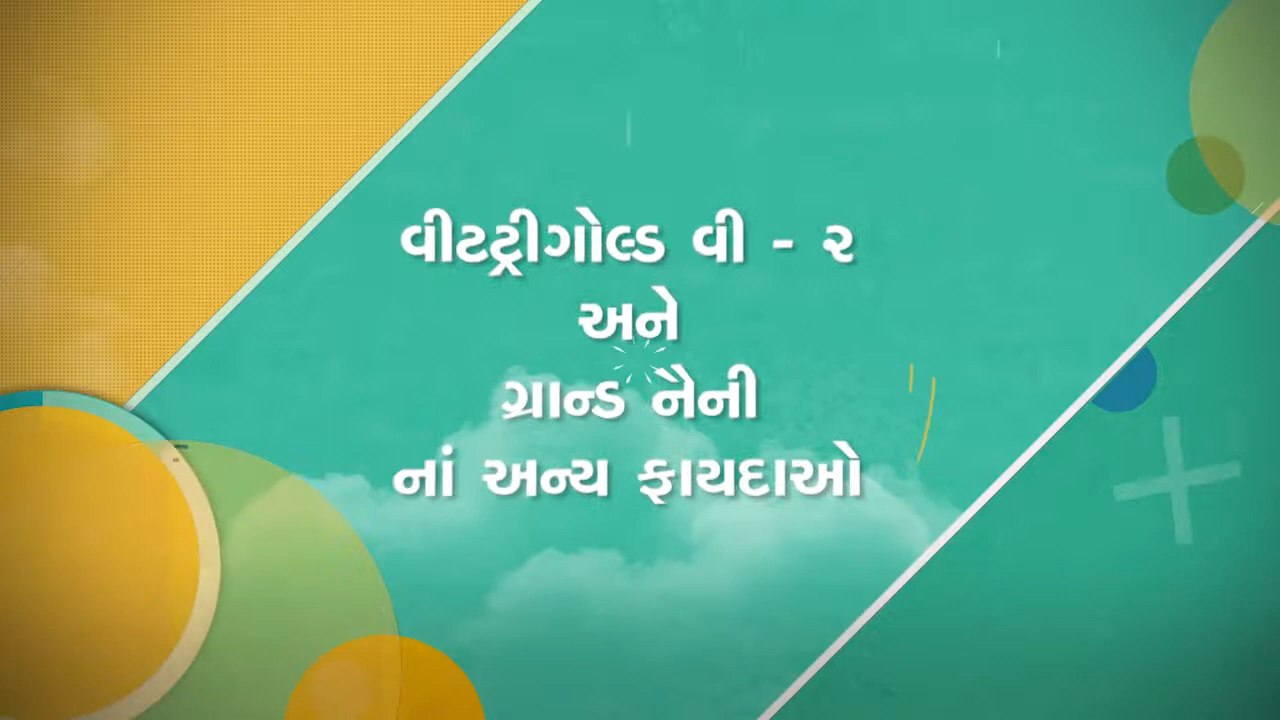 વીટટ્રીગોલ્ડ વી - ૨
અને
ગ્રાન્ડ નૈની
નાં અન્ય ફાયદાઓ